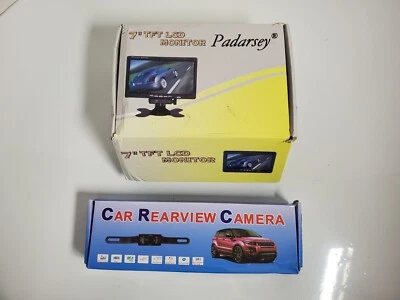 7" TFT LCD
MONITOR
Padarsey®
7" TFT LCD
MONITOR
CAR REARVIEW CAMERA